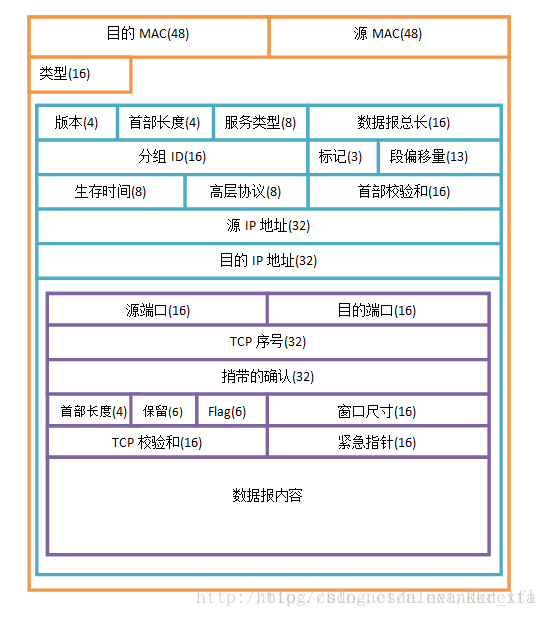 目的 MAC(48) 源 MAC(48)
类型(16)
版本(4) 首部长度(4) 服务类型(8) 数据报总长(16)
分组 ID(16) 标记(3) 段偏移量(13)
生存时间(8) 高层协议(8) 首部校验和(16)
源 IP 地址(32)
目的 IP 地址(32)
源端口(16) 目的端口(16)
TCP 序号(32)
捎带的确认(32)
首部长度(4) 保留(6) Flag(6) 窗口尺寸(16)
TCP 校验和(16) 紧急指针(16)
数据报内容